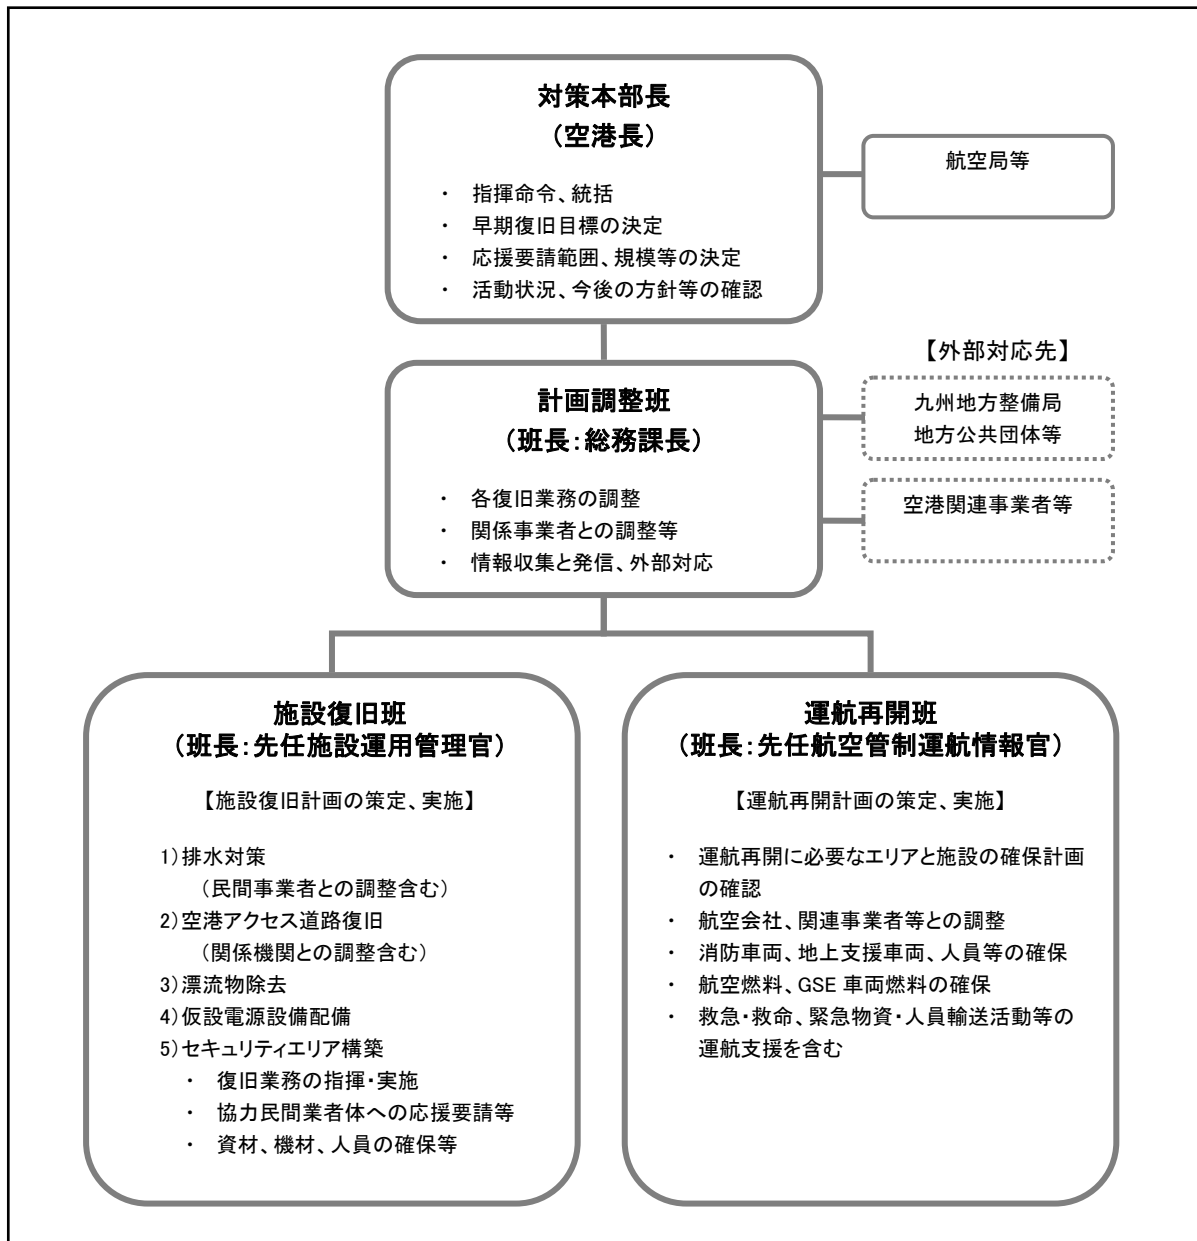 対策本部長
（空港長）
・ 指揮命令、統括
・ 早期復旧目標の決定
・ 応援要請範囲、規模等の決定
・ 活動状況、今後の方針等の確認
航空局等
計画調整班
（班長：総務課長）
・ 各復旧業務の調整
・ 関係事業者との調整等
・ 情報収集と発信、外部対応
【外部対応先】
九州地方整備局
地方公共団体等
空港関連事業者等
施設復旧班
（班長：先任施設運用管理官）
【施設復旧計画の策定、実施】
1）排水対策
（民間事業者との調整含む）
2）空港アクセス道路復旧
（関係機関との調整含む）
3）漂流物除去
4）仮設電源設備配備
5）セキュリティエリア構築
・ 復旧業務の指揮・実施
・ 協力民間業者体への応援要請等
・ 資材、機材、人員の確保等
運航再開班
（班長：先任航空管制運航情報官）
【運航再開計画の策定、実施】
・ 運航再開に必要なエリアと施設の確保計画
の確認
・ 航空会社、関連事業者等との調整
・ 消防車両、地上支援車両、人員等の確保
・ 航空燃料、GSE 車両燃料の確保
・ 救急・救命、緊急物資・人員輸送活動等の
運航支援を含む